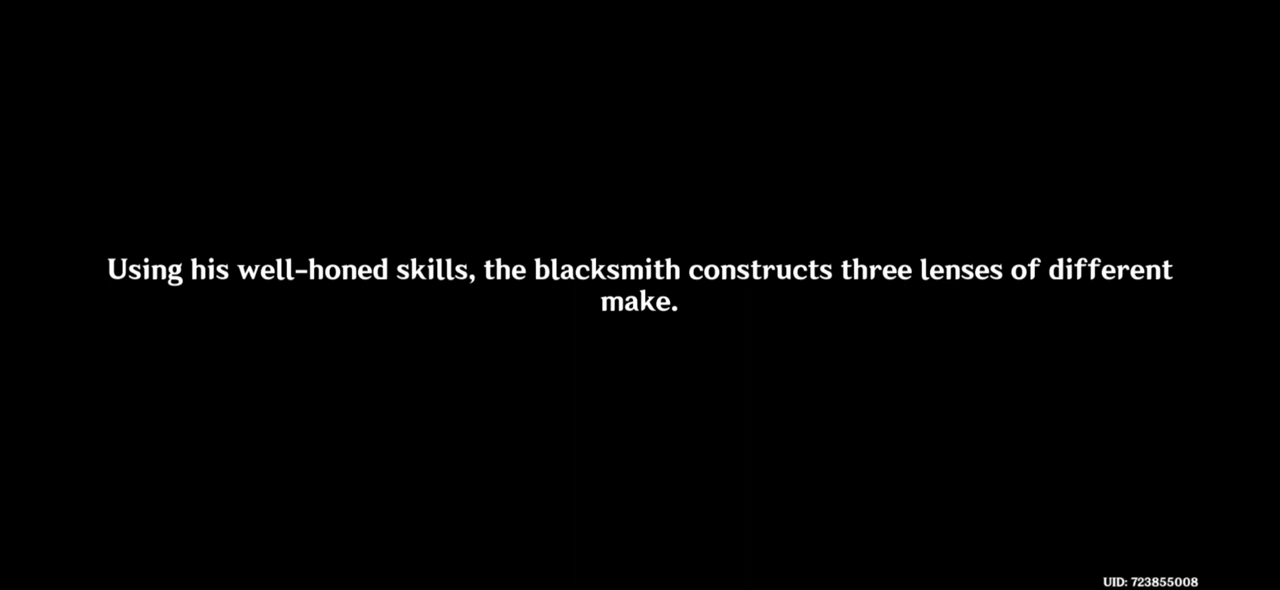 Using his well-honed skills, the blacksmith constructs three lenses of different
make.
UID: 723855008